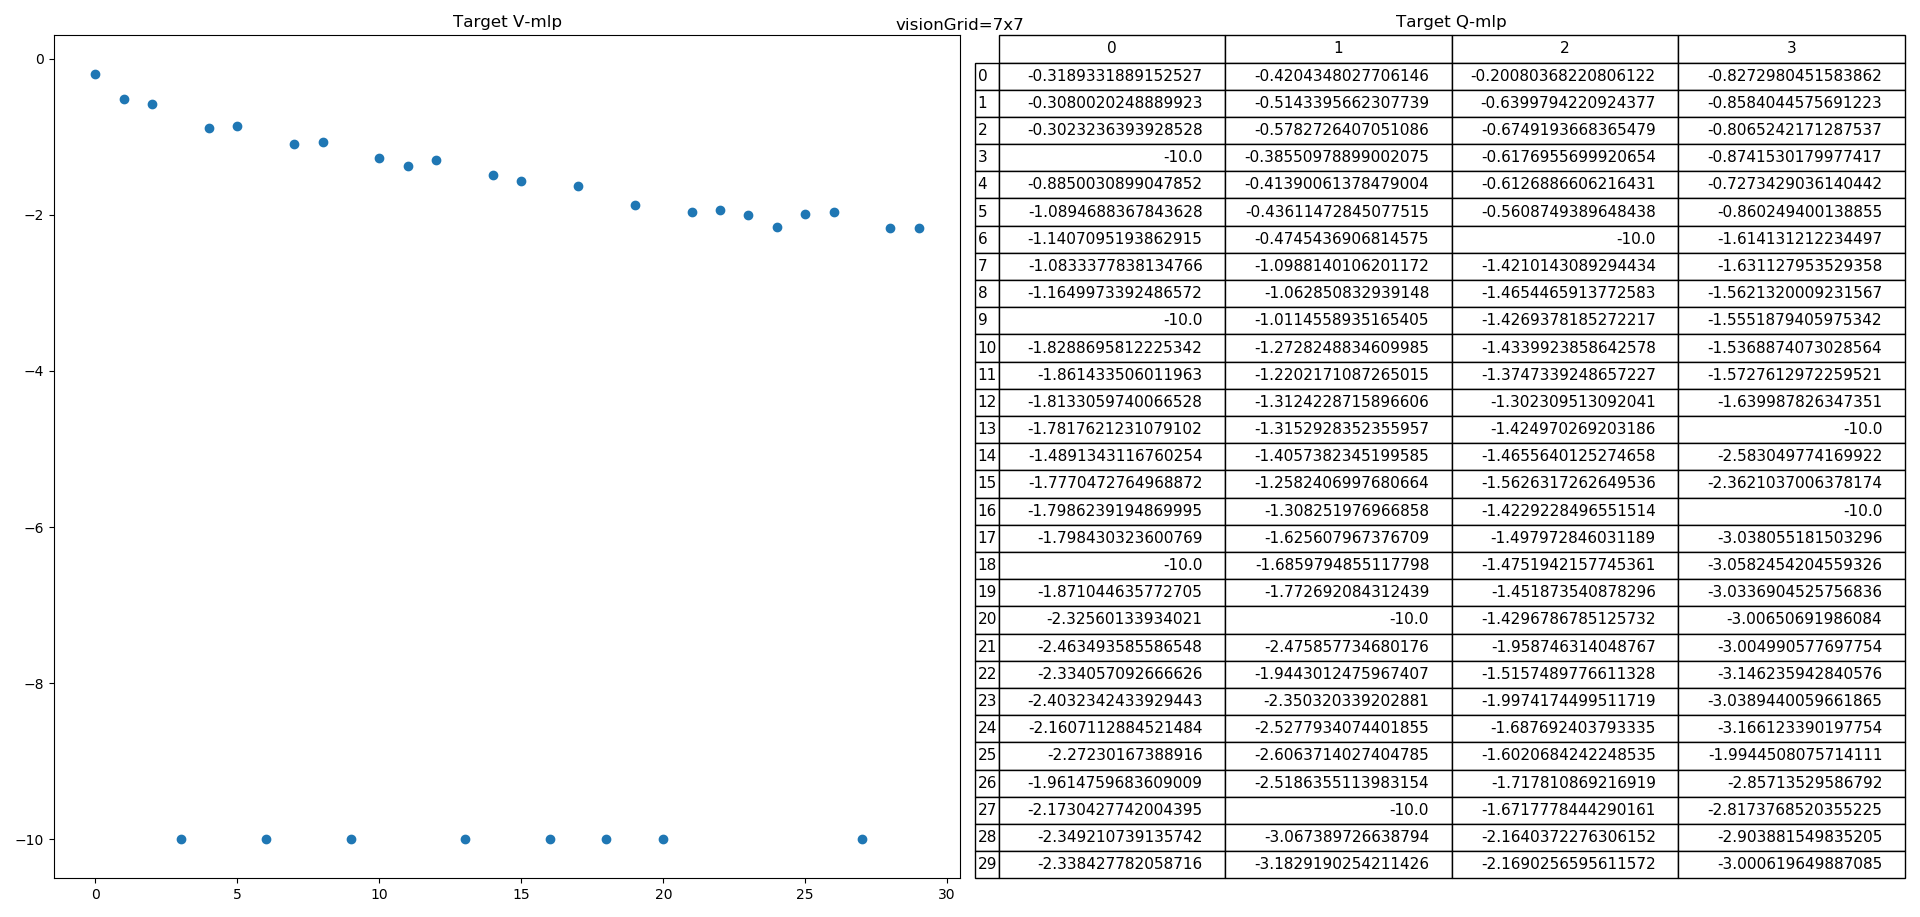 Target V-mlp
visionGrid=7x7
Target Q-mlp
0
−2
−4
−6
−8
−10
0 5 10 15 20 25 30
0 1 2 3
0 -0.3189331889152527 -0.4204348027706146 -0.20080368220806122 -0.8272980451583862
1 -0.3080020248889923 -0.5143395662307739 -0.6399794220924377 -0.8584044575691223
2 -0.3023236393928528 -0.5782726407051086 -0.6749193668365479 -0.8065242171287537
3 -10.0 -0.38550978899002075 -0.6176955699920654 -0.8741530179977417
4 -0.8850030899047852 -0.41390061378479004 -0.6126886606216431 -0.7273429036140442
5 -1.0894688367843628 -0.43611472845077515 -0.5608749389648438 -0.860249400138855
6 -1.1407095193862915 -0.4745436906814575 -10.0 -1.614131212234497
7 -1.0833377838134766 -1.0988140106201172 -1.4210143089294434 -1.631127953529358
8 -1.1649973392486572 -1.062850832939148 -1.4654465913772583 -1.5621320009231567
9 -10.0 -1.0114558935165405 -1.4269378185272217 -1.5551879405975342
10 -1.8288695812225342 -1.2728248834609985 -1.4339923858642578 -1.5368874073028564
11 -1.861433506011963 -1.2202171087265015 -1.3747339248657227 -1.5727612972259521
12 -1.8133059740066528 -1.3124228715896606 -1.302309513092041 -1.639987826347351
13 -1.7817621231079102 -1.3152928352355957 -1.424970269203186 -10.0
14 -1.4891343116760254 -1.4057382345199585 -1.4655640125274658 -2.583049774169922
15 -1.7770472764968872 -1.2582406997680664 -1.5626317262649536 -2.3621037006378174
16 -1.7986239194869995 -1.308251976966858 -1.4229228496551514 -10.0
17 -1.798430323600769 -1.625607967376709 -1.497972846031189 -3.038055181503296
18 -10.0 -1.6859794855117798 -1.4751942157745361 -3.0582454204559326
19 -1.871044635772705 -1.772692084312439 -1.451873540878296 -3.0336904525756836
20 -2.32560133934021 -10.0 -1.4296786785125732 -3.00650691986084
21 -2.463493585586548 -2.475857734680176 -1.958746314048767 -3.004990577697754
22 -2.334057092666626 -1.9443012475967407 -1.5157489776611328 -3.146235942840576
23 -2.4032342433929443 -2.350320339202881 -1.9974174499511719 -3.0389440059661865
24 -2.1607112884521484 -2.5277934074401855 -1.687692403793335 -3.166123390197754
25 -2.27230167388916 -2.6063714027404785 -1.6020684242248535 -1.9944508075714111
26 -1.9614759683609009 -2.5186355113983154 -1.717810869216919 -2.85713529586792
27 -2.1730427742004395 -10.0 -1.6717778444290161 -2.8173768520355225
28 -2.349210739135742 -3.067389726638794 -2.1640372276306152 -2.903881549835205
29 -2.338427782058716 -3.1829190254211426 -2.1690256595611572 -3.000619649887085